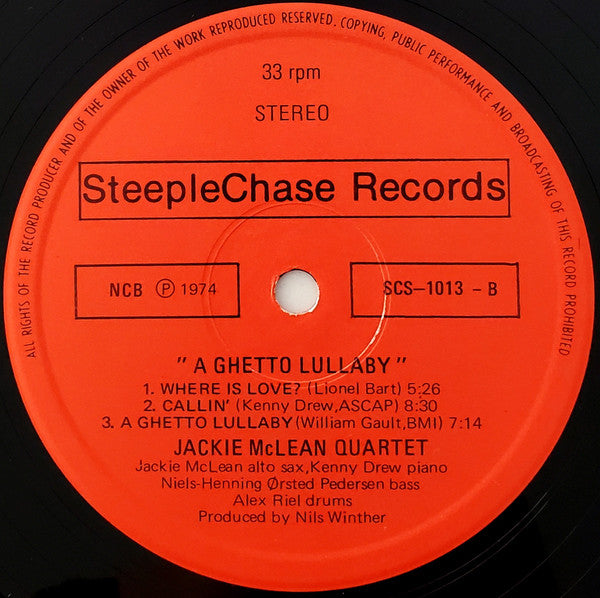 ALL RIGHTS OF THE RECORD PRODUCER AND OF THE OWNER OF THE WORK REPRODUCED RESERVED. COPYING, PUBLIC PERFORMANCE AND BROADCASTING OF THIS RECORD PROHIBITED
33 rpm
STEREO
SteepleChase Records
NCB Ⓟ 1974
SCS-1013 - B
"A GHETTO LULLABY"
1. WHERE IS LOVE? (Lionel Bart) 5:26
2. CALLIN' (Kenny Drew,ASCAP) 8:30
3. A GHETTO LULLABY (William Gault,BMI) 7:14
JACKIE McLEAN QUARTET
Jackie McLean alto sax,Kenny Drew piano
Niels-Henning Ørsted Pedersen bass
Alex Riel drums
Produced by Nils Winther